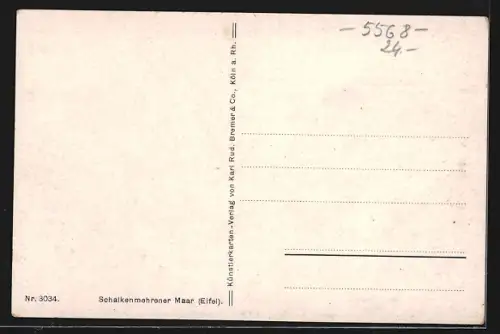 - 5568 -
24.-
Künstlerkarten-Verlag von Karl Rud. Bremer & Co., Köln a. Rh.
Nr. 3034. Schalkenmehrener Maar (Eifel).